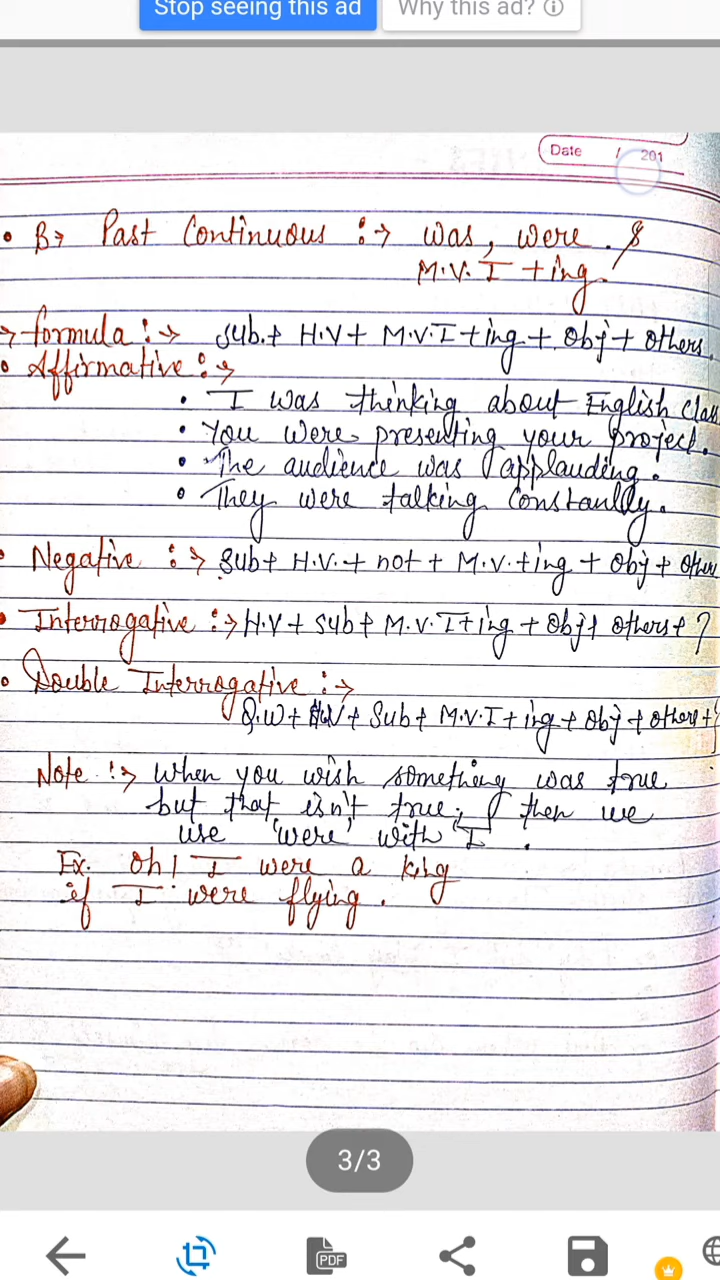 Stop seeing this ad
Why this ad?
Date / 201
• B→ Past Continuous :→ was, were. &
M.V. I + ing.
→ formula :→ Sub.+ H.V + M.V.I + ing + Obj + others
• Affirmative :→
• I was thinking about English class
• You were presenting your project.
• The audience was applauding.
• They were talking constantly.
• Negative :→ Sub + H.V. + not + M.V. + ing + Obj + other
• Interrogative :→ H.V + sub + M.V. I + ing + Obj + others + ?
• Double Interrogative :→
Q.W + H.V + Sub + M.V.I + ing + Obj + others +
Note :→ When you wish something was true
but that isn't true, then we
use 'were' with 'I'.
Ex. Oh! I were a king
if I were flying.
3/3
PDF